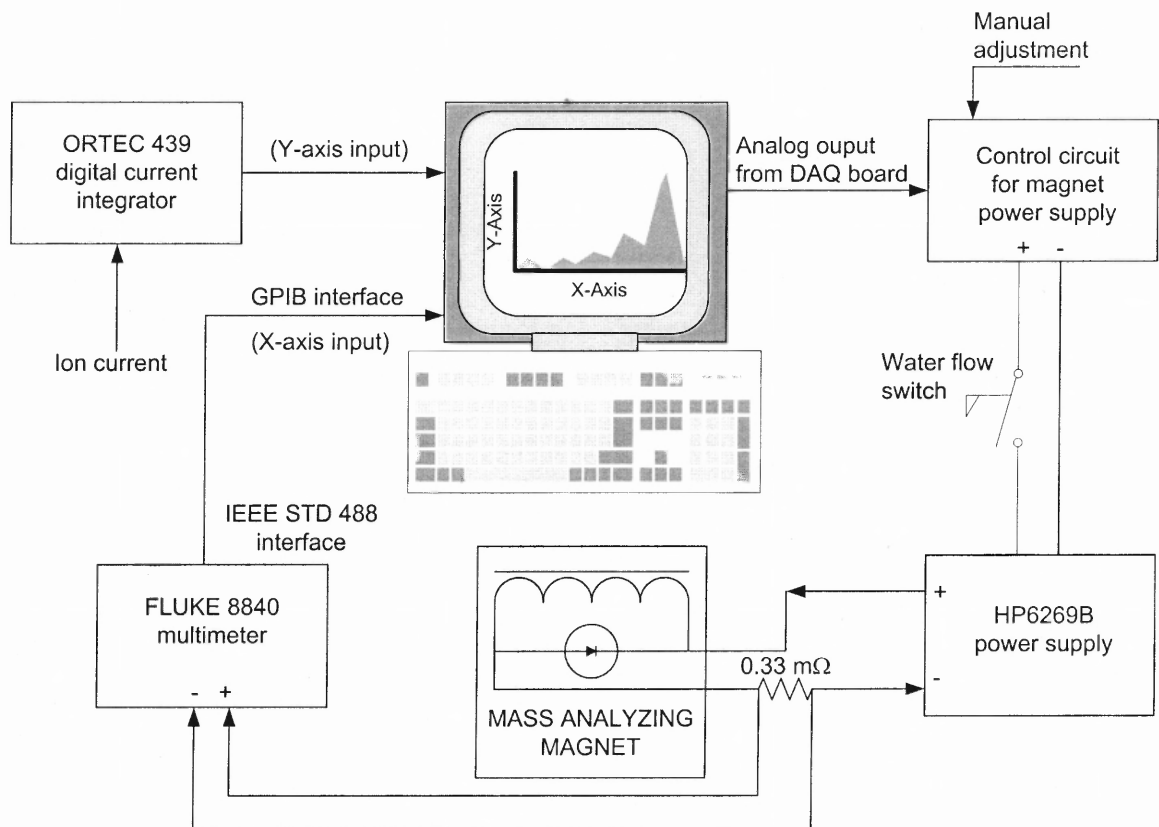 Manual
adjustment
ORTEC 439
digital current
integrator
(Y-axis input)
Y-Axis
X-Axis
Analog ouput
from DAQ board
Control circuit
for magnet
power supply
+ -
GPIB interface
(X-axis input)
Ion current
Water flow
switch
IEEE STD 488
interface
FLUKE 8840
multimeter
- +
MASS ANALYZING
MAGNET
0.33 mΩ
+
HP6269B
power supply
-